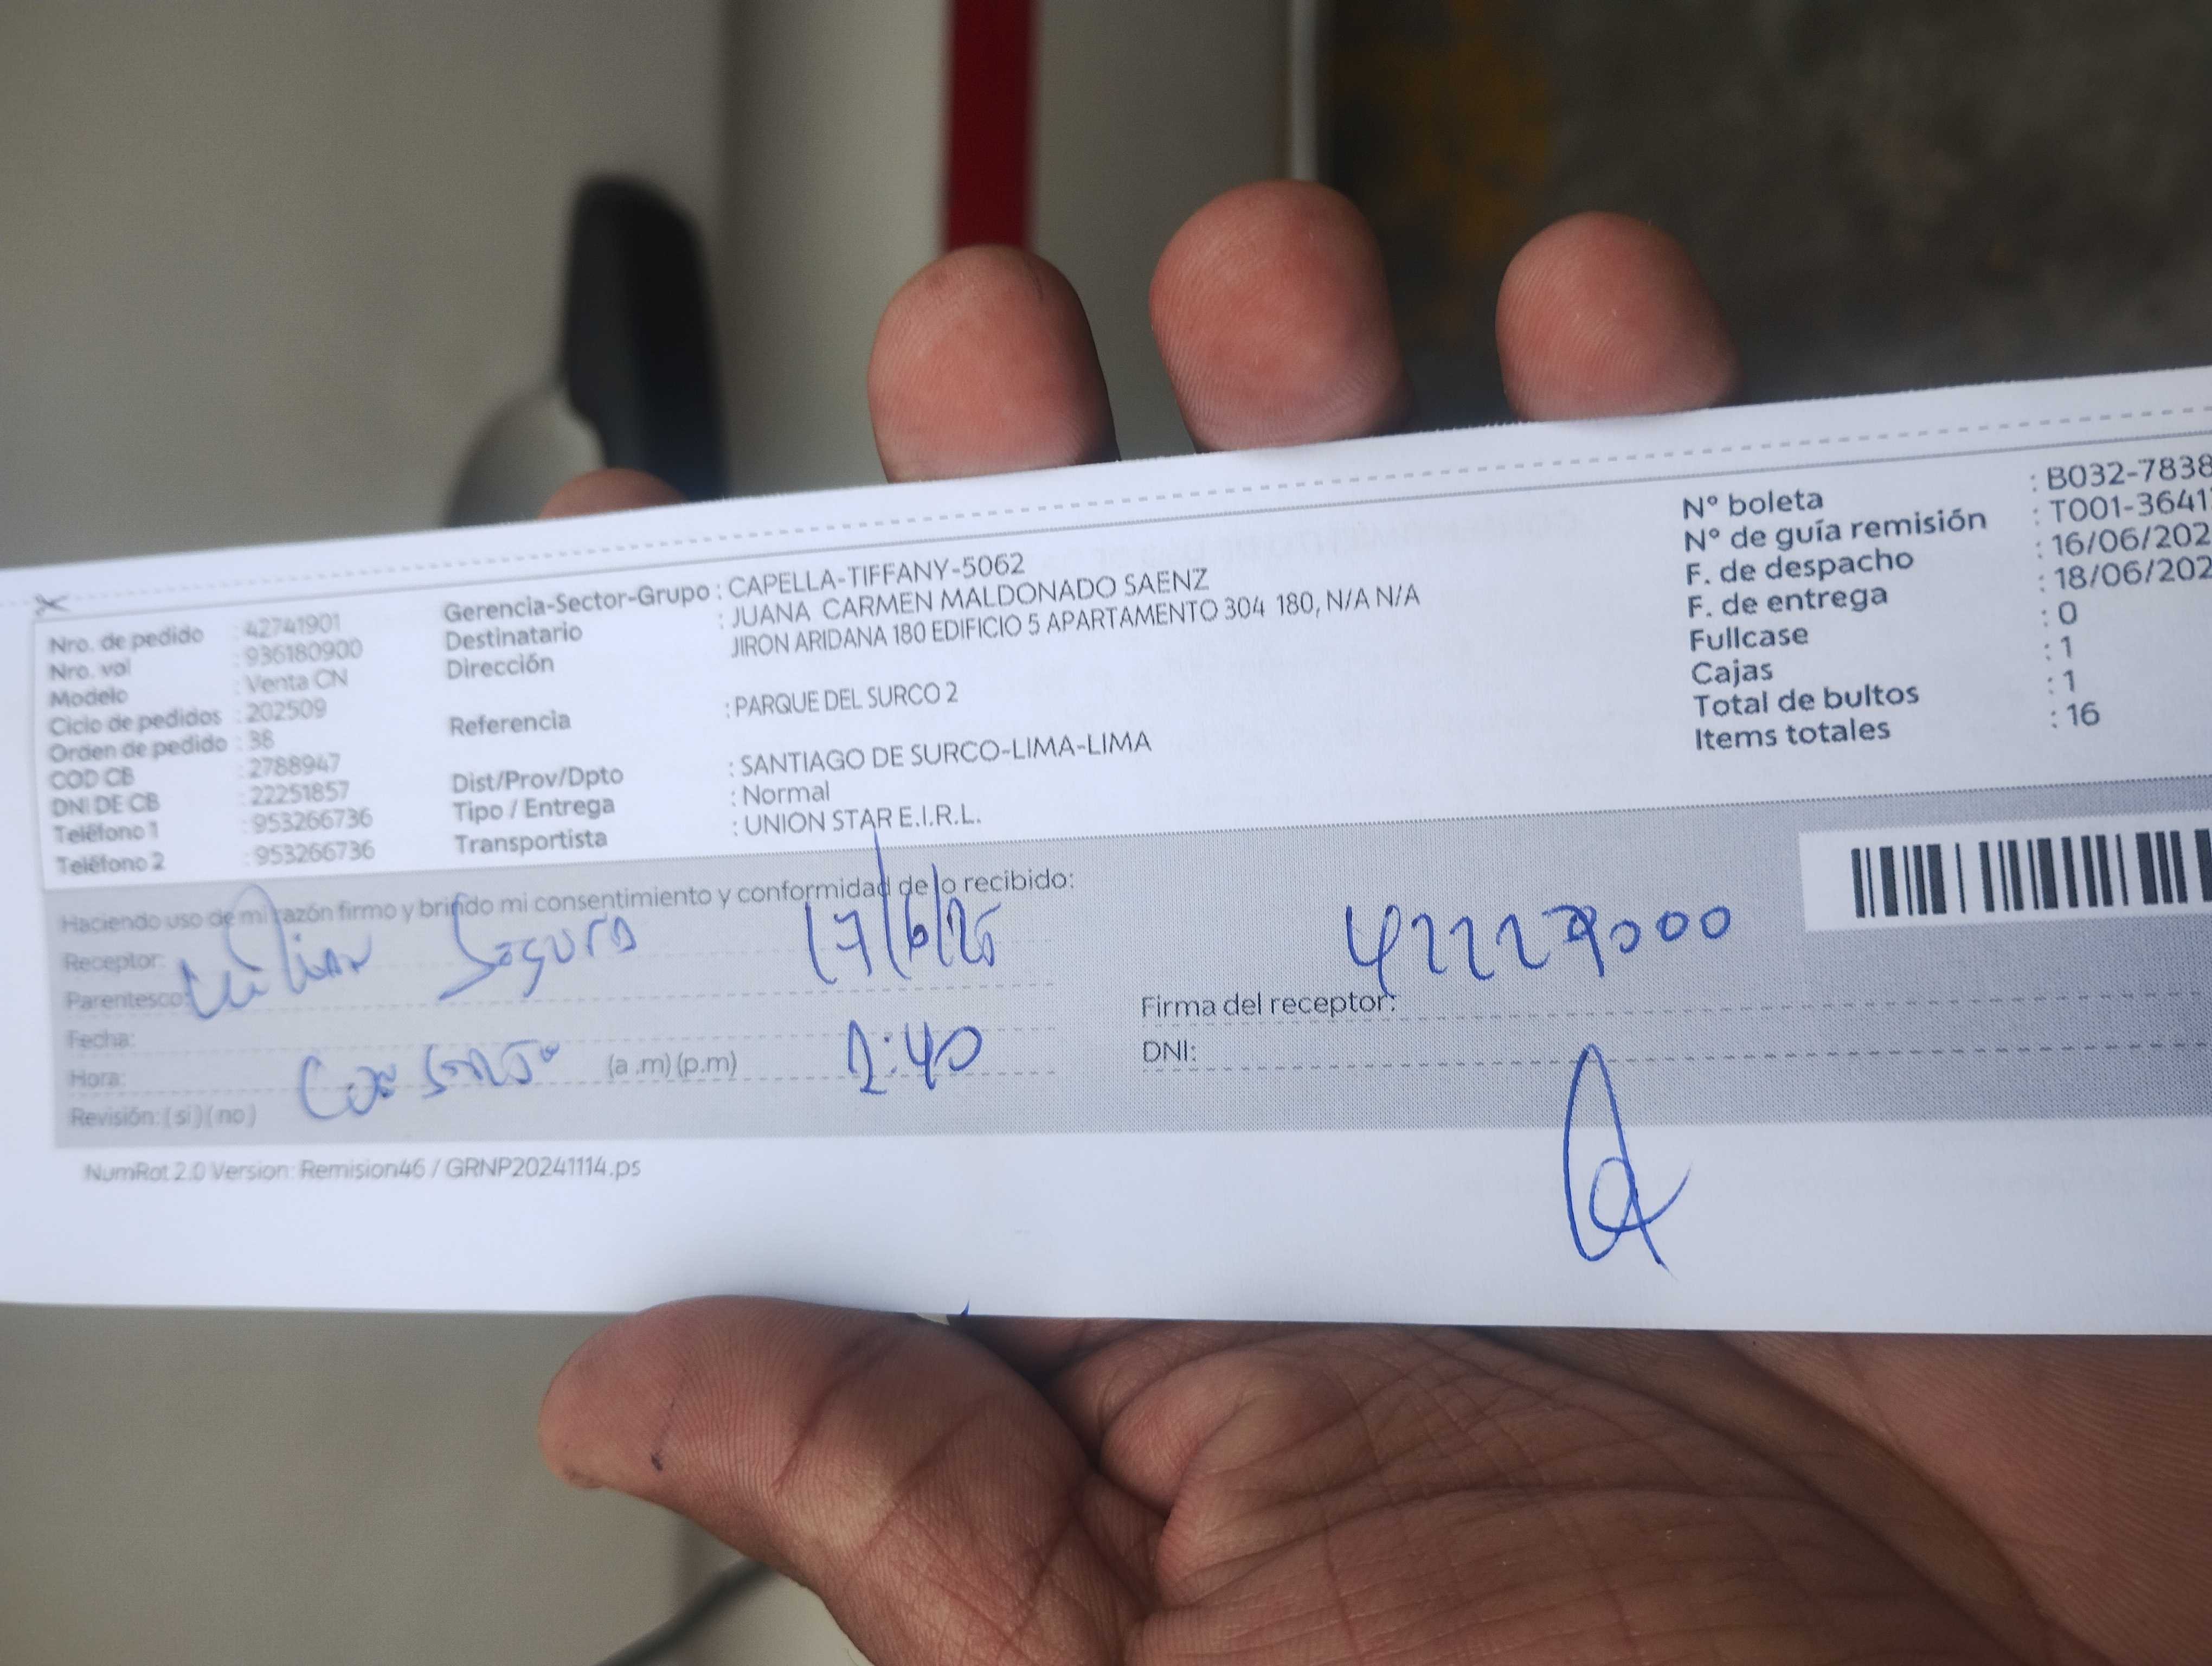 Nro. de pedido : 42741901
Nro. val : 936180900
Modelo : Venta CN
Ciclo de pedidos : 202509
Orden de pedido : 38
COD CB : 2788947
DNI DE CB : 22251857
Teléfono 1 : 953266736
Teléfono 2 : 953266736
Gerencia-Sector-Grupo : CAPELLA-TIFFANY-5062
Destinatario : JUANA CARMEN MALDONADO SAENZ
Dirección JIRON ARIDANA 180 EDIFICIO 5 APARTAMENTO 304 180, N/A N/A
Referencia : PARQUE DEL SURCO 2
Dist/Prov/Dpto : SANTIAGO DE SURCO-LIMA-LIMA
Tipo / Entrega : Normal
Transportista : UNION STAR E.I.R.L.
N° boleta : B032-7838
N° de guía remisión : T001-3641
F. de despacho : 16/06/202
F. de entrega : 18/06/202
Fullcase : 0
Cajas : 1
Total de bultos : 1
Items totales : 16
Haciendo uso de mi razón firmo y brindo mi consentimiento y conformidad de lo recibido:
Receptor: Segura 17/6/25
Parentesco:
Fecha:
Hora: (a .m) (p.m) 2:40
Revisión: ( si ) ( no )
Firma del receptor:
DNI:
NumRot 2.0 Version: Remision46 / GRNP20241114.ps